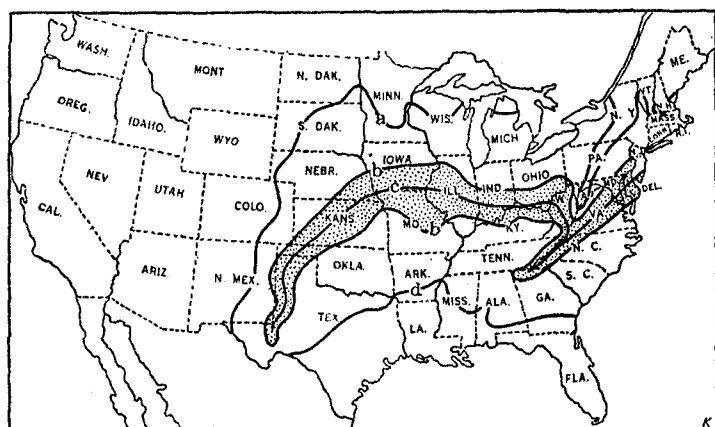 WASH.
MONT
N. DAK.
MINN.
ME.
OREG.
IDAHO.
WYO
S. DAK.
a
WIS.
MICH
N. Y.
VT.
N.H.
MASS
CONN.
R.I.
NEV.
UTAH
COLO.
NEBR.
IOWA
b
c
ILL.
IND.
OHIO
PA.
N.J.
DEL.
CAL.
KANS
MO.
b
KY.
VA.
ARIZ.
N. MEX.
OKLA.
ARK.
TENN.
N. C.
S. C.
TEX
d
MISS.
ALA.
GA.
LA.
FLA.
K